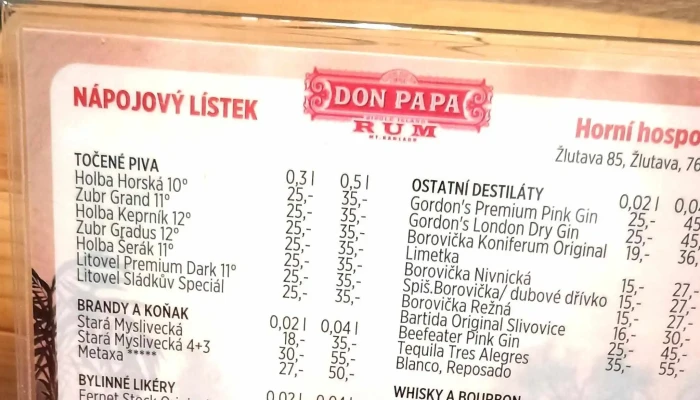 NÁPOJOVÝ LÍSTEK
DON PAPA
RUM
Horní hospo
Žlutava 85, Žlutava, 76
TOČENÉ PIVA 0,3 l 0,5 l
Holba Horská 10° 25,- 35,-
Zubr Grand 11° 25,- 35,-
Holba Keprník 12° 25,- 35,-
Zubr Gradus 12° 25,- 35,-
Holba Šerák 11° 25,- 35,-
Litovel Premium Dark 11° 25,- 35,-
Litovel Sládkův Speciál 25,- 35,-
BRANDY A KOŇAK 0,02 l 0,04 l
Stará Myslivecká 18,- 35,-
Stará Myslivecká 4+3 30,- 55,-
Metaxa ***** 27,- 50,-
BYLINNÉ LIKÉRY
OSTATNÍ DESTILÁTY 0,02 l
Gordon's Premium Pink Gin 25,- 45
Gordon's London Dry Gin 25,- 45
Borovička Koniferum Original 19,- 36,
Limetka
Borovička Nivnická 15,- 27,-
Spiš.Borovička/ dubové dřívko 15,- 27,-
Borovička Režná 15,- 27,-
Bartida Original Slivovice 16,- 30,-
Beefeater Pink Gin 25,- 45,-
Tequila Tres Alegres 35,- 55,-
Blanco, Reposado
WHISKY A BOURBON